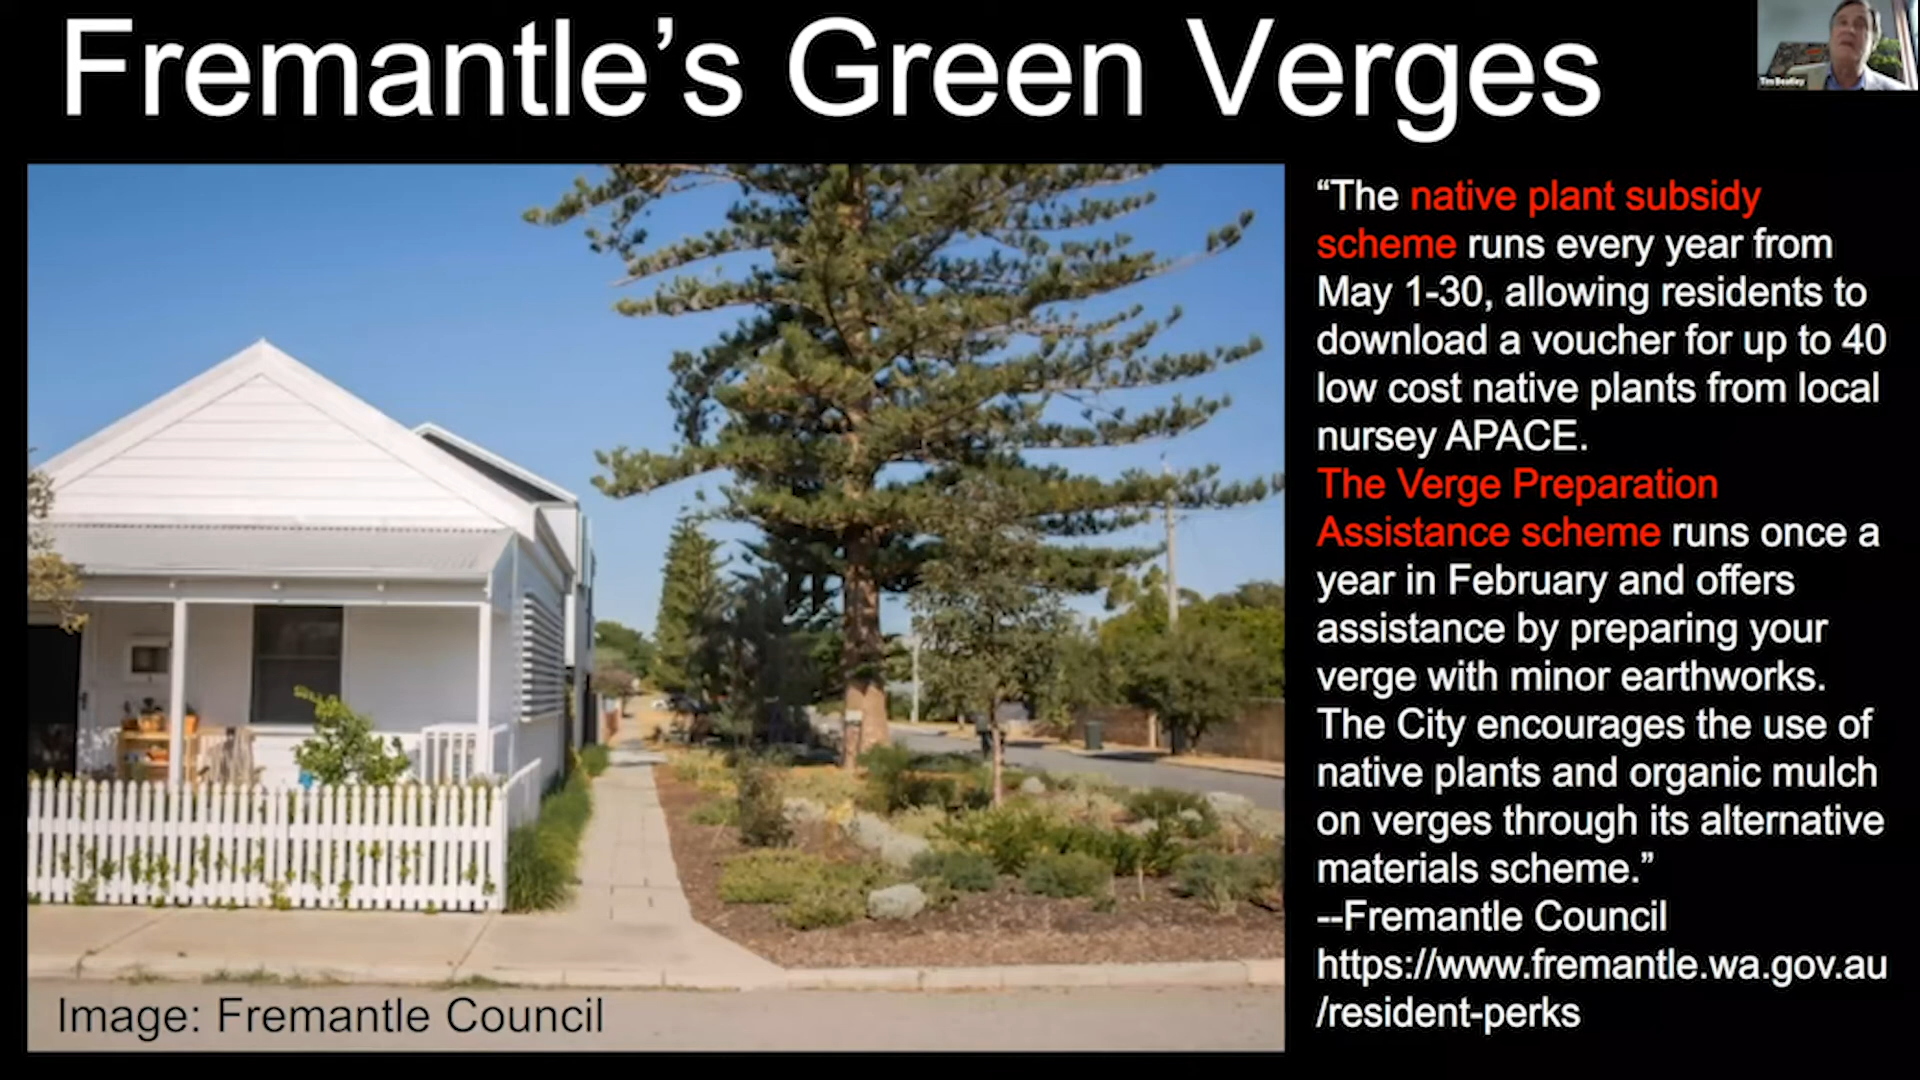 Fremantle’s Green Verges
Tim Beatley
“The native plant subsidy
scheme runs every year from
May 1-30, allowing residents to
download a voucher for up to 40
low cost native plants from local
nursey APACE.
The Verge Preparation
Assistance scheme runs once a
year in February and offers
assistance by preparing your
verge with minor earthworks.
The City encourages the use of
native plants and organic mulch
on verges through its alternative
materials scheme.”
--Fremantle Council
https://www.fremantle.wa.gov.au
/resident-perks
Image: Fremantle Council